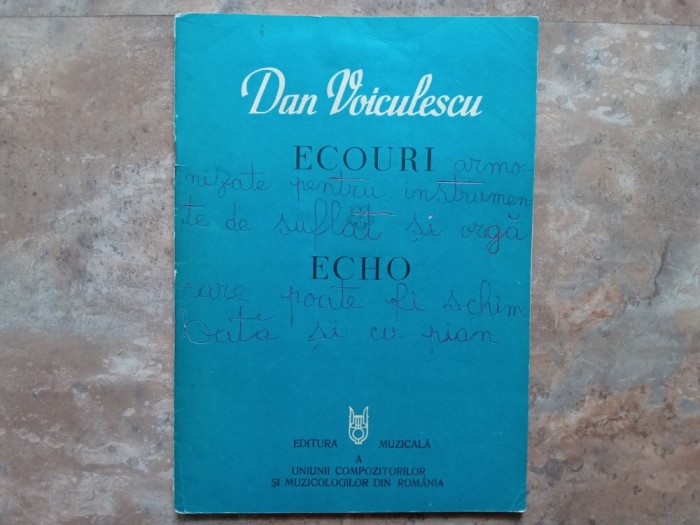 Dan Voiculescu
ECOURI armo-
nizate pentru instrumen-
te de suflat și orgă
ECHO
care poate fi schim-
bată și cu pian
EDITURA MUZICALĂ
A
UNIUNII COMPOZITORILOR
ȘI MUZICOLOGILOR DIN ROMÂNIA